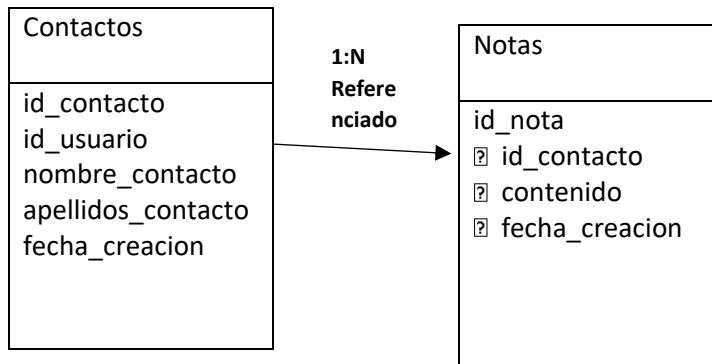 Contactos
id_contacto
id_usuario
nombre_contacto
apellidos_contacto
fecha_creacion
1:N
Refere
nciado
Notas
id_nota
⍰ id_contacto
⍰ contenido
⍰ fecha_creacion